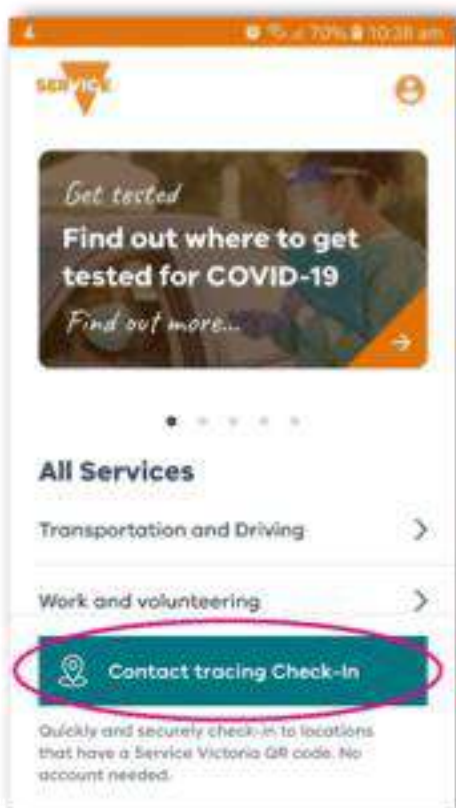 70% 10:38 am
SERVICE
Get tested
Find out where to get
tested for COVID-19
Find out more...
All Services
Transportation and Driving
Work and volunteering
Contact tracing Check-In
Quickly and securely check-in to locations
that have a Service Victoria QR code. No
account needed.